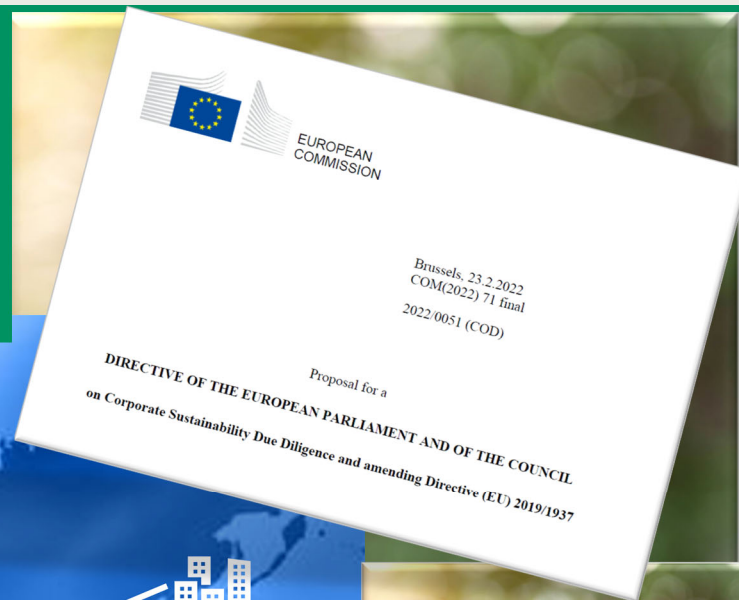 EUROPEAN
COMMISSION
Brussels, 23.2.2022
COM(2022) 71 final
2022/0051 (COD)
Proposal for a
DIRECTIVE OF THE EUROPEAN PARLIAMENT AND OF THE COUNCIL
on Corporate Sustainability Due Diligence and amending Directive (EU) 2019/1937